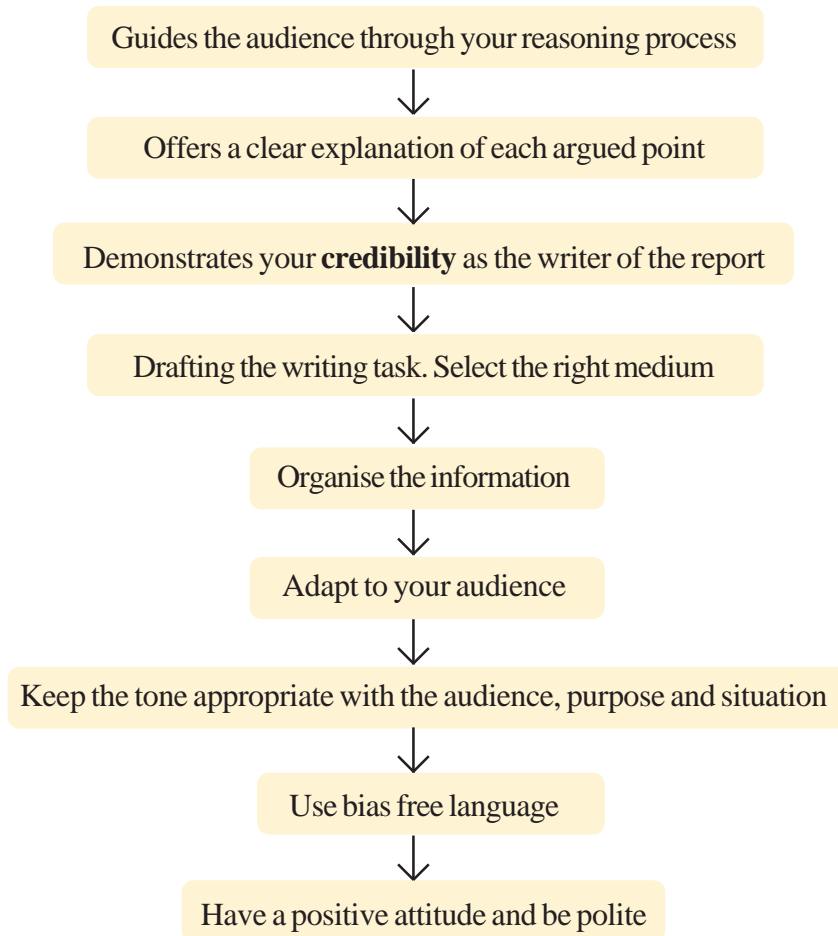 Guides the audience through your reasoning process
Offers a clear explanation of each argued point
Demonstrates your credibility as the writer of the report
Drafting the writing task. Select the right medium
Organise the information
Adapt to your audience
Keep the tone appropriate with the audience, purpose and situation
Use bias free language
Have a positive attitude and be polite